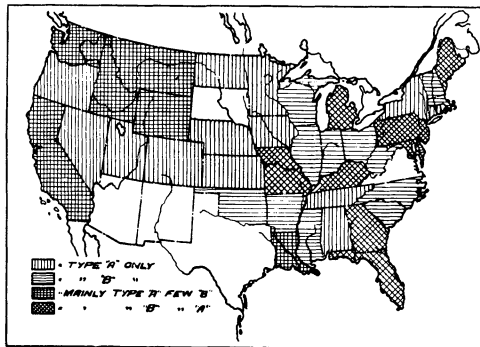 = TYPE "A" ONLY
= " "B" "
= "MAINLY TYPE "A" FEW "B"
= " " "B" " "A"